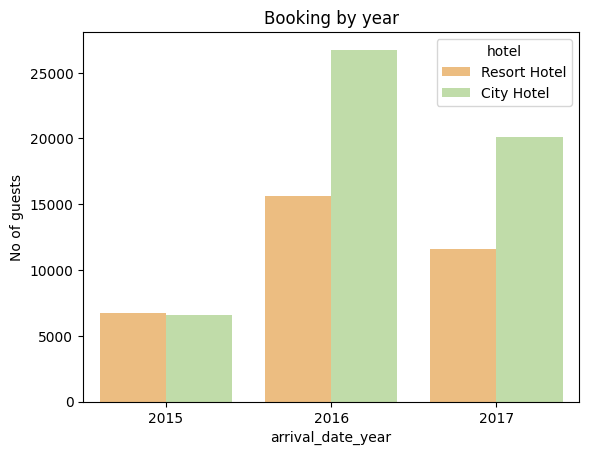 Booking by year
hotel
Resort Hotel
City Hotel
No of guests
25000
20000
15000
10000
5000
0
2015 2016 2017
arrival_date_year